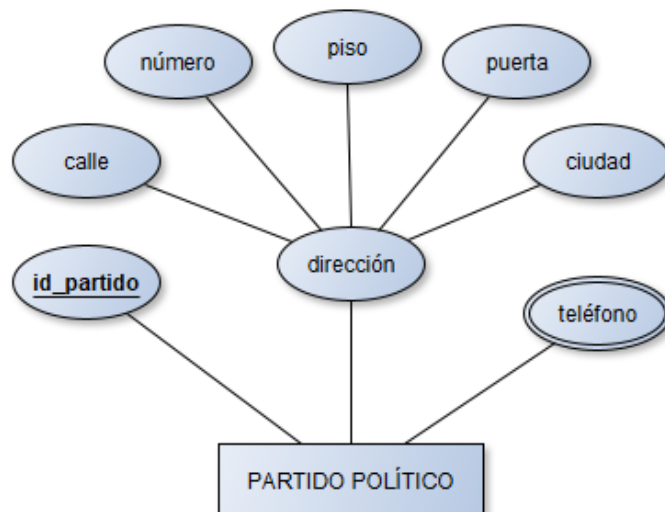 piso
número
puerta
calle
ciudad
dirección
id_partido
teléfono
PARTIDO POLÍTICO